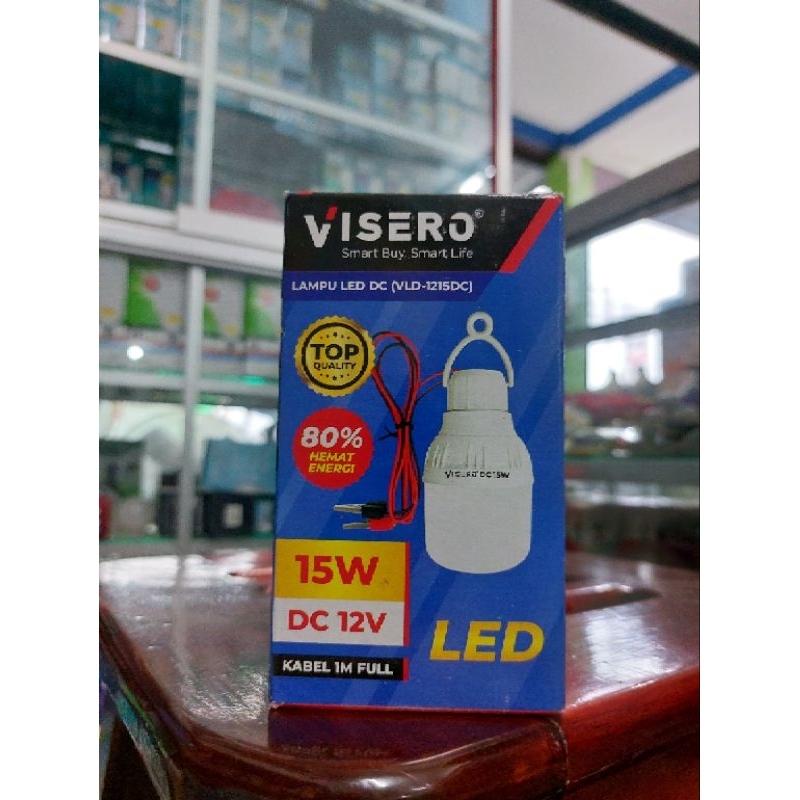 VISERO®
Smart Buy, Smart Life
LAMPU LED DC (VLD-1215DC)
TOP
QUALITY
80%
HEMAT
ENERGI
VISERO DC 15W
15W
DC 12V
KABEL 1M FULL
LED